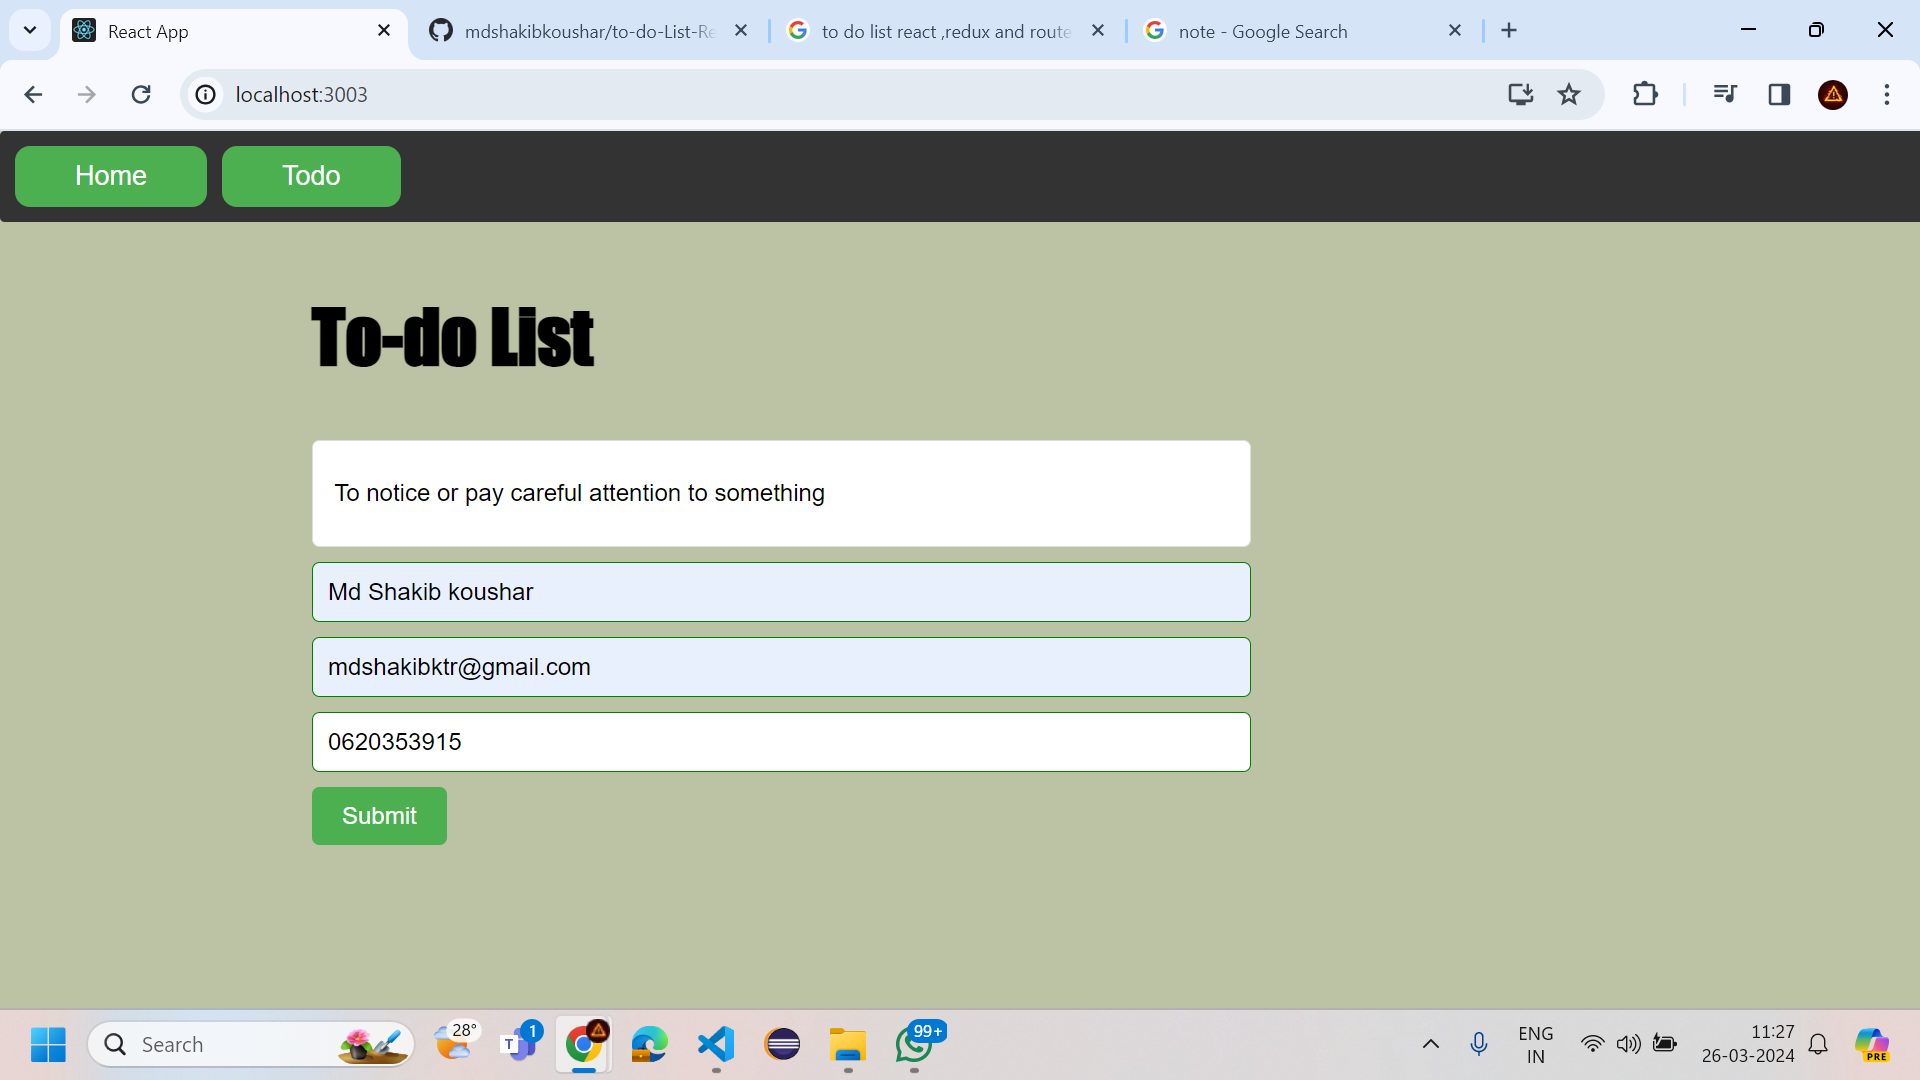 React App
mdshakibkoushar/to-do-List-Re
to do list react ,redux and route
note - Google Search
localhost:3003
Home
Todo
To-do List
To notice or pay careful attention to something
Md Shakib koushar
mdshakibktr@gmail.com
0620353915
Submit
Search
28°
T
1
99+
ENG
IN
11:27
26-03-2024
PRE